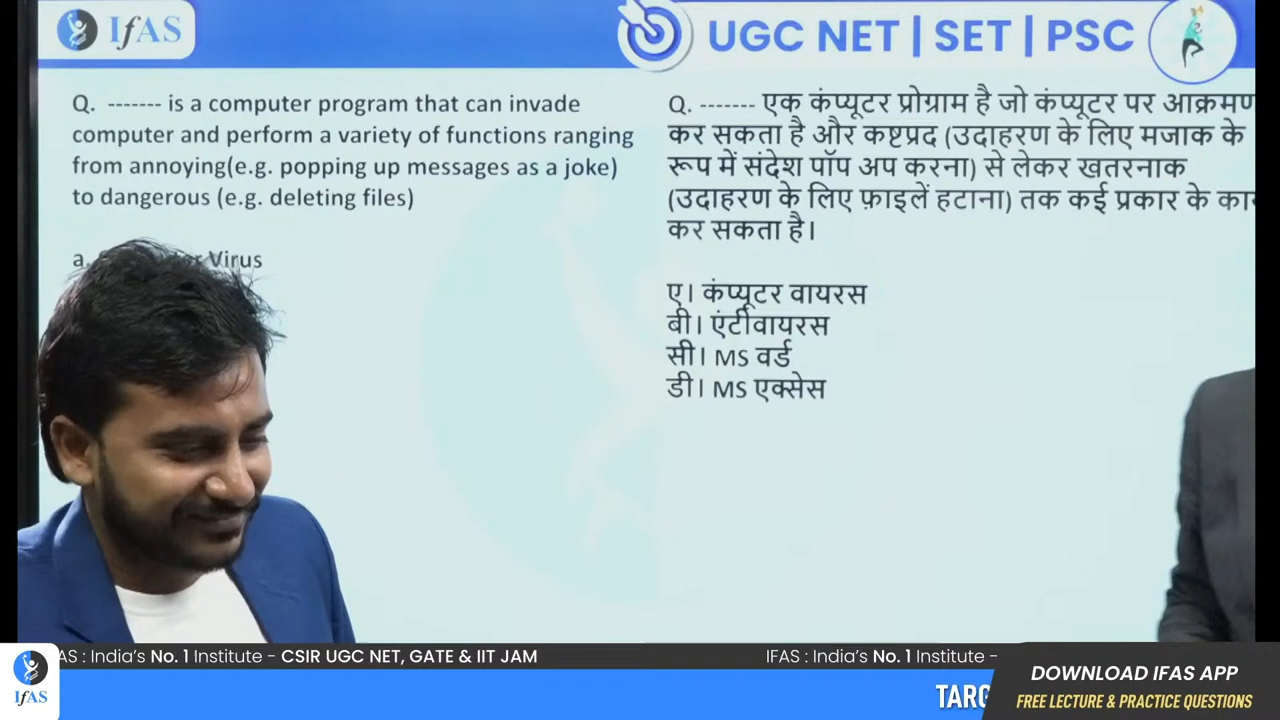 IfAS
UGC NET | SET | PSC
Q. ------- is a computer program that can invade
computer and perform a variety of functions ranging
from annoying(e.g. popping up messages as a joke)
to dangerous (e.g. deleting files)
a. Virus
Q. ------- एक कंप्यूटर प्रोग्राम है जो कंप्यूटर पर आक्रमण
कर सकता है और कष्टप्रद (उदाहरण के लिए मजाक के
रूप में संदेश पॉप अप करना) से लेकर खतरनाक
(उदाहरण के लिए फ़ाइलें हटाना) तक कई प्रकार के
कर सकता है।
ए। कंप्यूटर वायरस
बी। एंटीवायरस
सी। MS वर्ड
डी। MS एक्सेस
AS : India's No. 1 Institute - CSIR UGC NET, GATE & IIT JAM
IFAS : India's No. 1 Institute -
IfAS
TARG
DOWNLOAD IFAS APP
FREE LECTURE & PRACTICE QUESTIONS